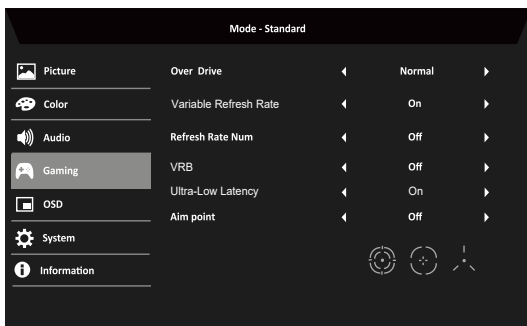 Mode - Standard
Picture
Over Drive Normal
Color
Variable Refresh Rate On
Audio
Refresh Rate Num Off
Gaming
VRB Off
Ultra-Low Latency On
OSD
Aim point Off
System
Information